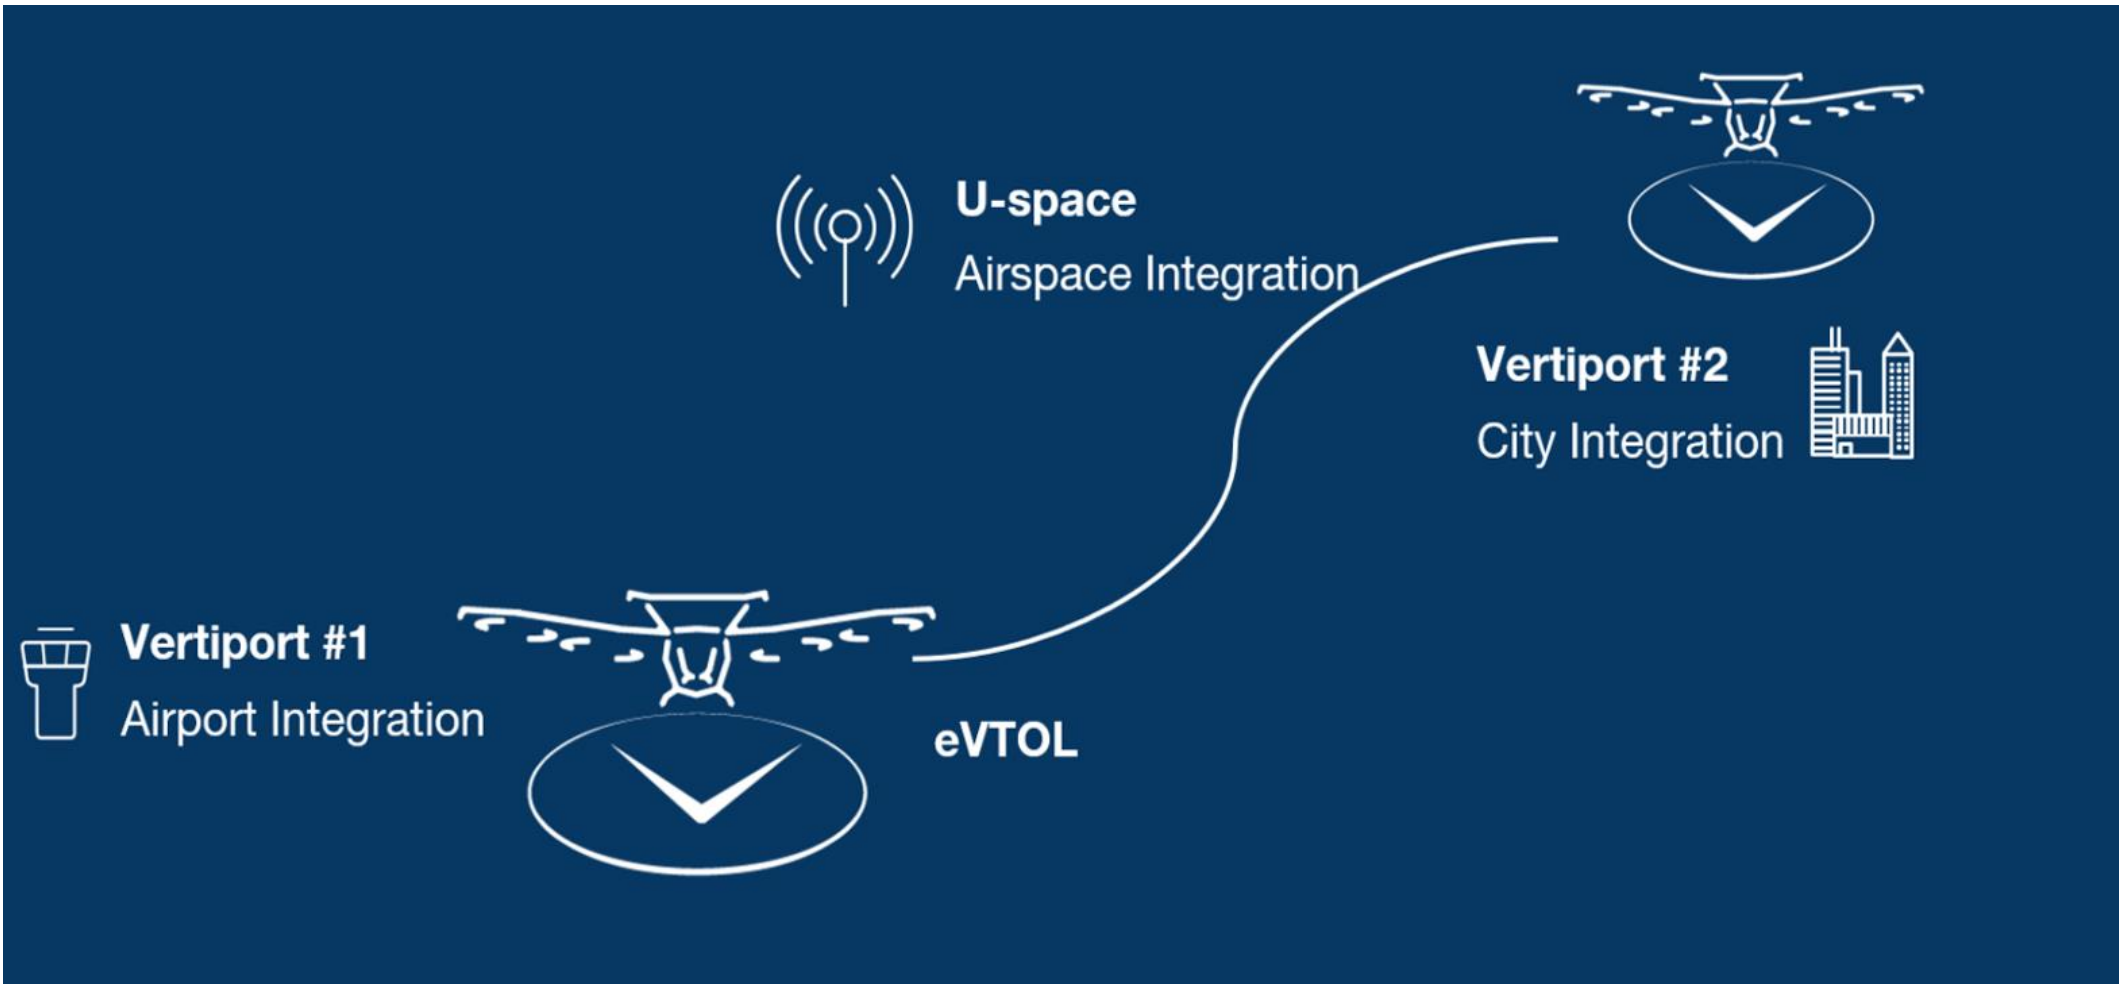 U-space
Airspace Integration
Vertiport #2
City Integration
Vertiport #1
Airport Integration
eVTOL